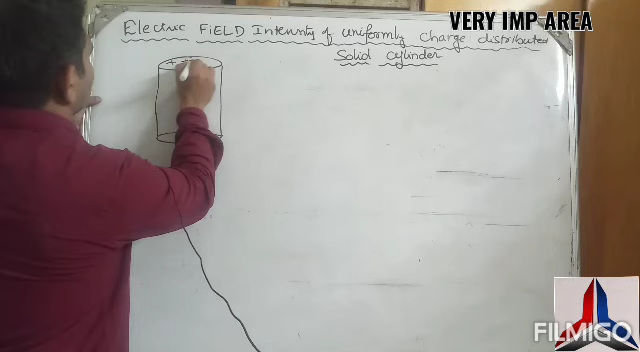 VERY IMP AREA
Electric FiELD Intensity of uniformly charge distributed
Solid cylinder
FILMIGO